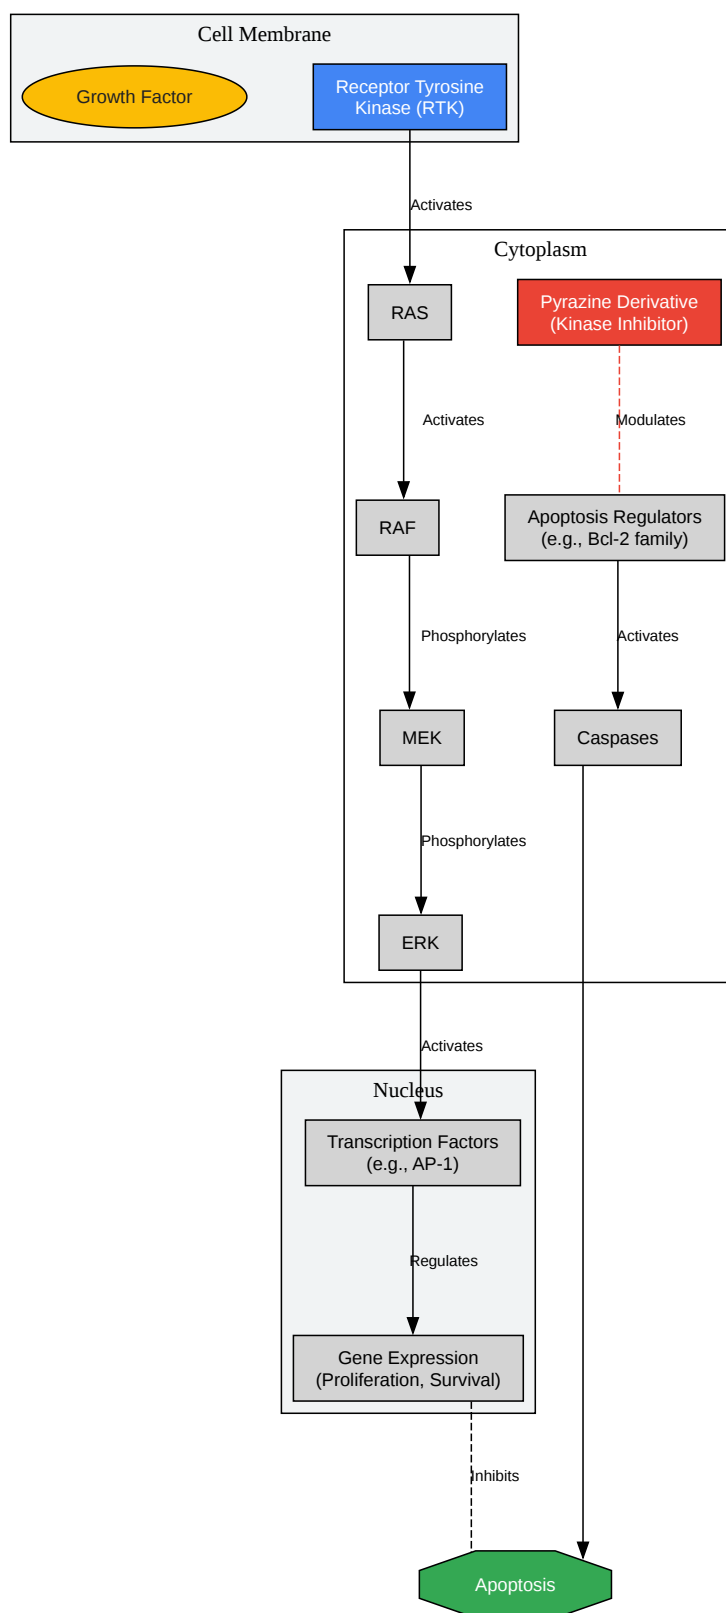 Cell Membrane
Growth Factor
Receptor Tyrosine
Kinase (RTK)
Activates
Cytoplasm
RAS
Pyrazine Derivative
(Kinase Inhibitor)
Activates
Modulates
RAF
Apoptosis Regulators
(e.g., Bcl-2 family)
Phosphorylates
Activates
MEK
Caspases
Phosphorylates
ERK
Activates
Nucleus
Transcription Factors
(e.g., AP-1)
Regulates
Gene Expression
(Proliferation, Survival)
Inhibits
Apoptosis